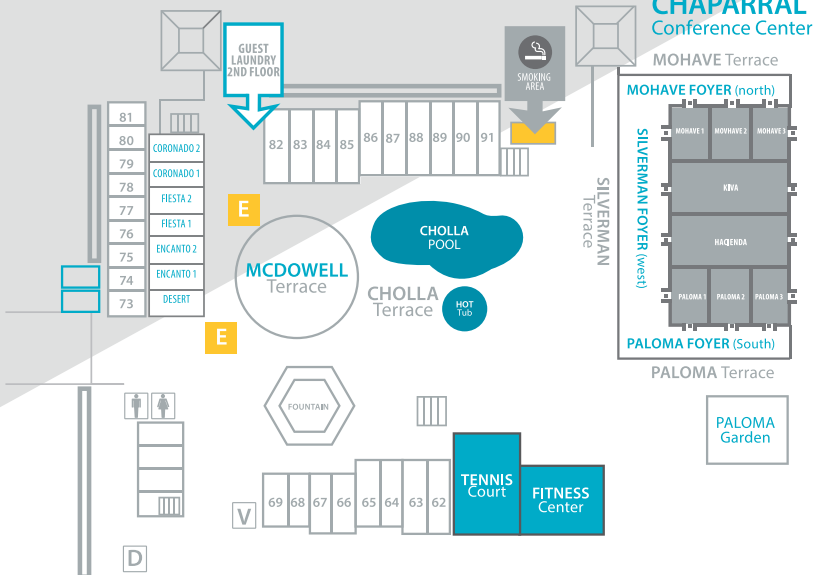 CHAPARRAL
Conference Center
GUEST
LAUNDRY
2ND FLOOR
SMOKING
AREA
MOHAVE Terrace
MOHAVE FOYER (north)
MOHAVE 1
MOVHAVE 2
MOHAVE 3
KIVA
HACIENDA
PALOMA 1
PALOMA 2
PALOMA 3
SILVERMAN FOYER (west)
SILVERMAN
Terrace
PALOMA FOYER (South)
PALOMA Terrace
PALOMA
Garden
81
80
79
78
77
76
75
74
73
CORONADO 2
CORONADO 1
FIESTA 2
FIESTA 1
ENCANTO 2
ENCANTO 1
DESERT
82
83
84
85
86
87
88
89
90
91
E
MCDOWELL
Terrace
CHOLLA
POOL
CHOLLA
Terrace
HOT
Tub
E
FOUNTAIN
69
68
67
66
65
64
63
62
TENNIS
Court
FITNESS
Center
V
D